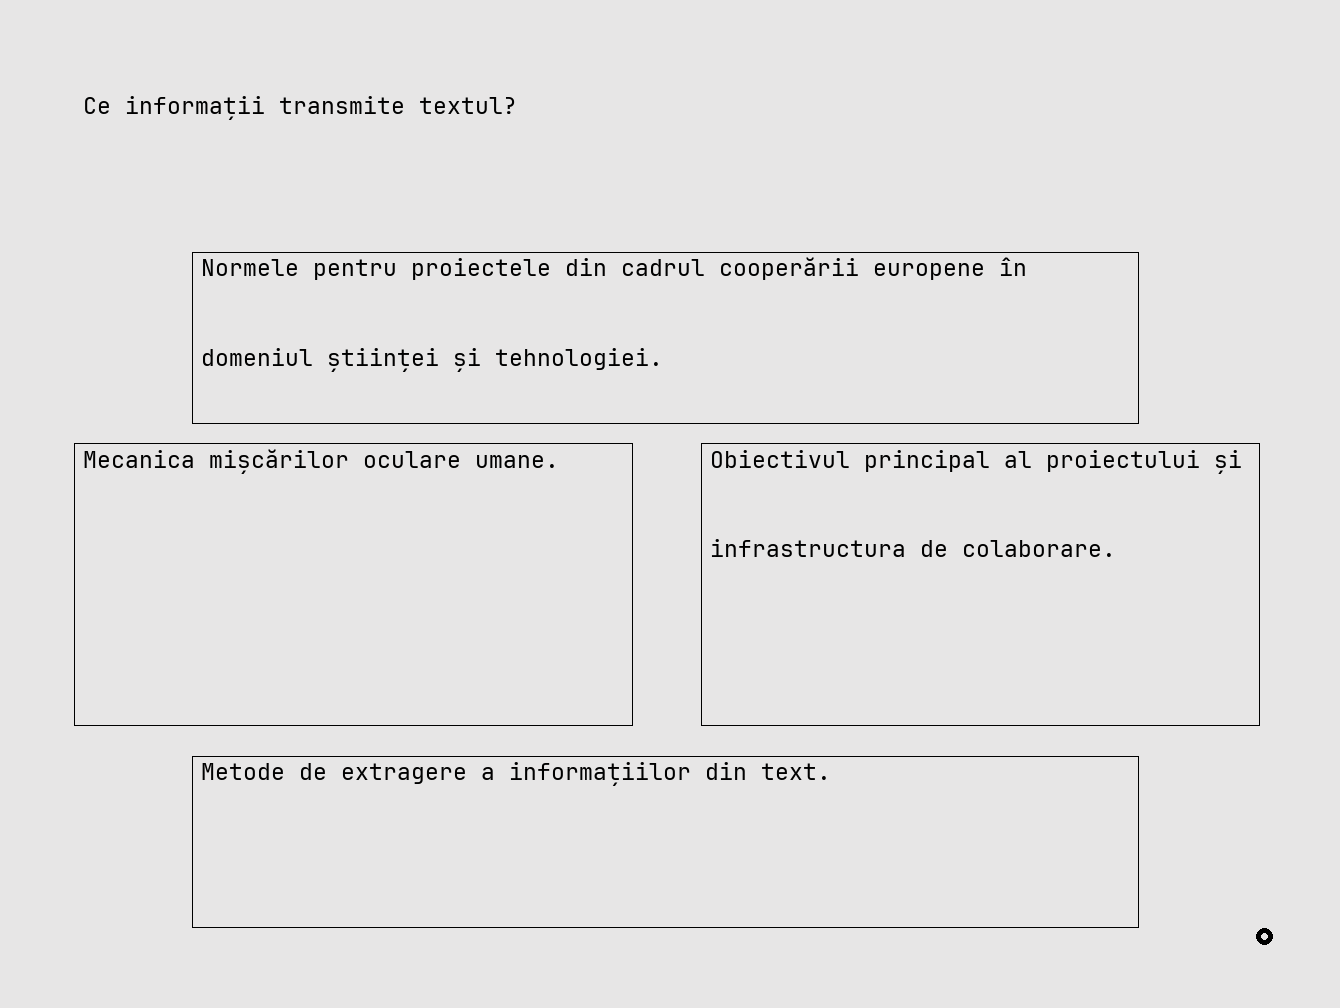 Ce informații transmite textul?
Normele pentru proiectele din cadrul cooperării europene în
domeniul științei și tehnologiei.
Mecanica mișcărilor oculare umane.
Obiectivul principal al proiectului și
infrastructura de colaborare.
Metode de extragere a informațiilor din text.